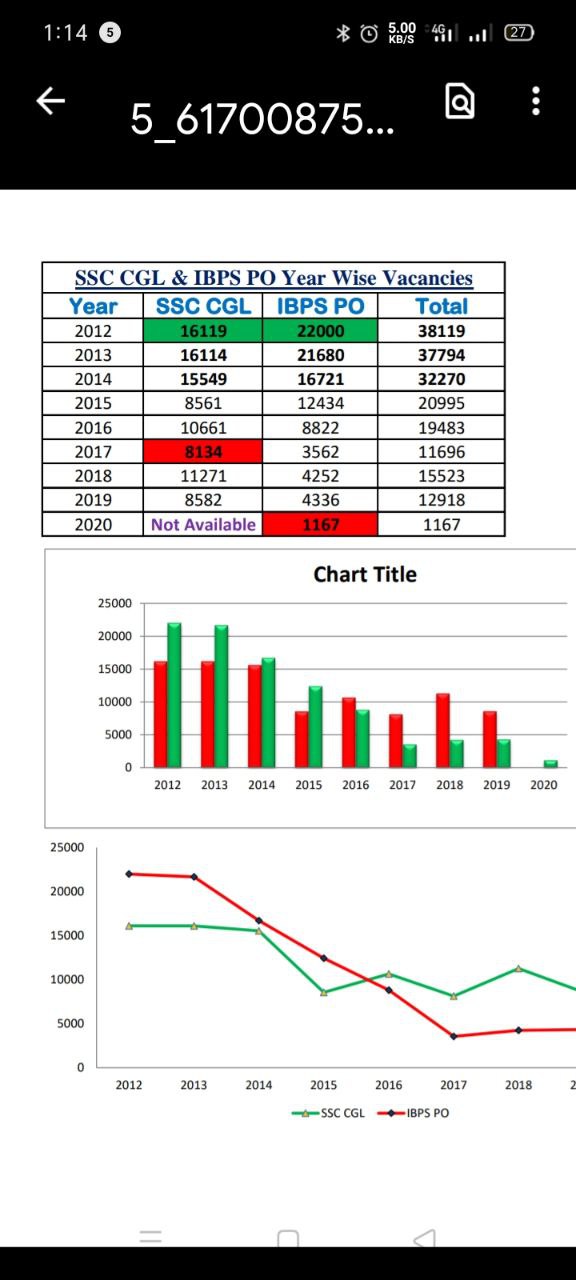 1:14 5 5.00 KB/S 4G 27
5_61700875...
SSC CGL & IBPS PO Year Wise Vacancies
Year SSC CGL IBPS PO Total
2012 16119 22000 38119
2013 16114 21680 37794
2014 15549 16721 32270
2015 8561 12434 20995
2016 10661 8822 19483
2017 8134 3562 11696
2018 11271 4252 15523
2019 8582 4336 12918
2020 Not Available 1167 1167
Chart Title
25000
20000
15000
10000
5000
0
2012 2013 2014 2015 2016 2017 2018 2019 2020
25000
20000
15000
10000
5000
0
2012 2013 2014 2015 2016 2017 2018 2
SSC CGL IBPS PO